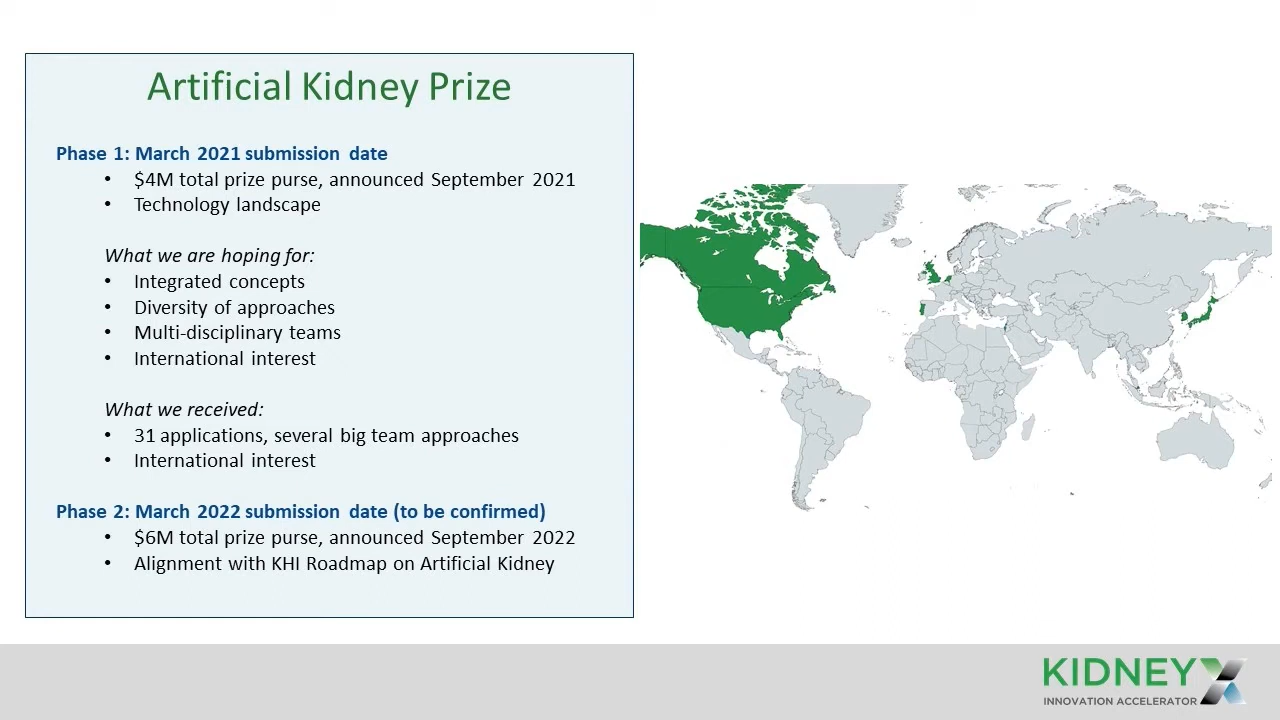 Artificial Kidney Prize
Phase 1: March 2021 submission date
• $4M total prize purse, announced September 2021
• Technology landscape
What we are hoping for:
• Integrated concepts
• Diversity of approaches
• Multi-disciplinary teams
• International interest
What we received:
• 31 applications, several big team approaches
• International interest
Phase 2: March 2022 submission date (to be confirmed)
• $6M total prize purse, announced September 2022
• Alignment with KHI Roadmap on Artificial Kidney
KIDNEYX
INNOVATION ACCELERATOR